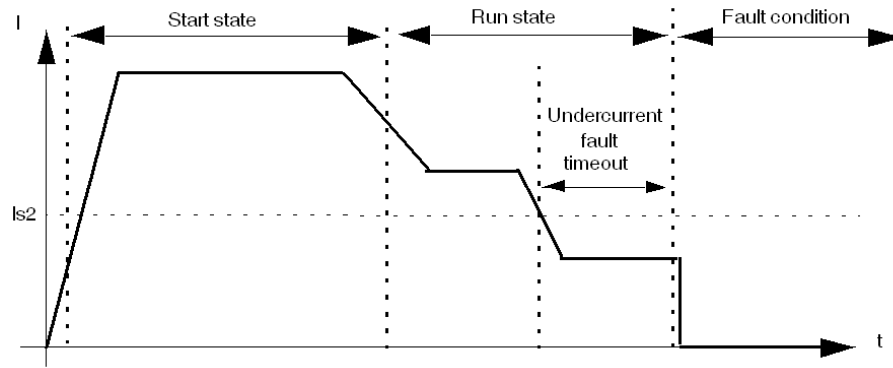 I
Start state
Run state
Fault condition
Undercurrent
fault
timeout
Is2
t